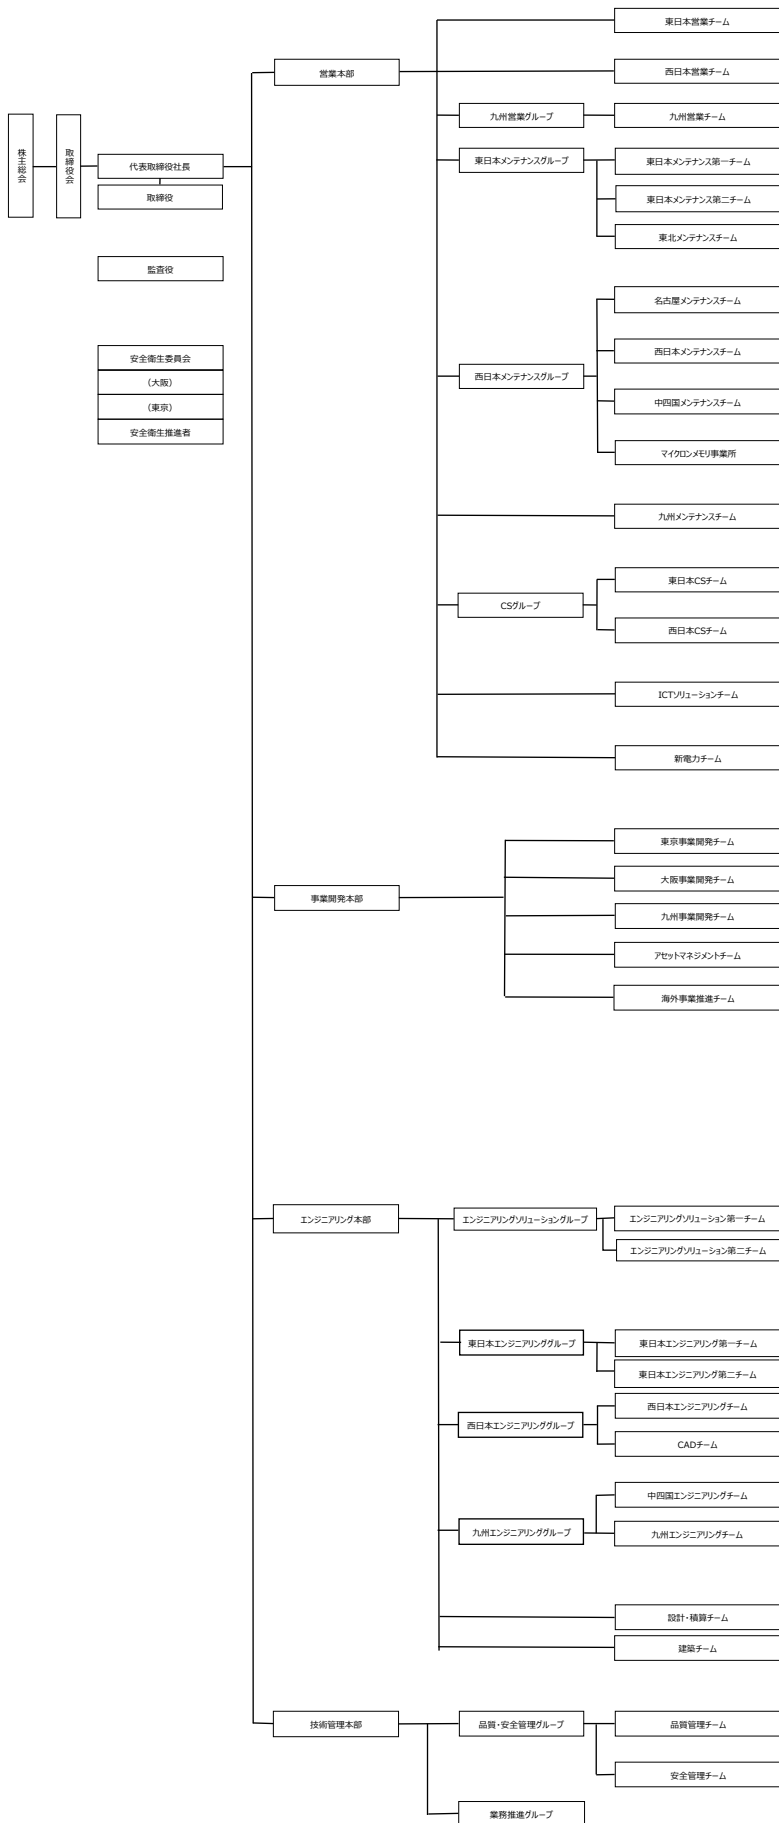 株主総会
取締役会
代表取締役社長
取締役
監査役
安全衛生委員会
（大阪）
（東京）
安全衛生推進者
営業本部
東日本営業チーム
西日本営業チーム
九州営業グループ
九州営業チーム
東日本メンテナンスグループ
東日本メンテナンス第一チーム
東日本メンテナンス第二チーム
東北メンテナンスチーム
西日本メンテナンスグループ
名古屋メンテナンスチーム
西日本メンテナンスチーム
中四国メンテナンスチーム
マイクロンメモリ事業所
九州メンテナンスチーム
CSグループ
東日本CSチーム
西日本CSチーム
ICTソリューションチーム
新電力チーム
事業開発本部
東京事業開発チーム
大阪事業開発チーム
九州事業開発チーム
アセットマネジメントチーム
海外事業推進チーム
エンジニアリング本部
エンジニアリングソリューショングループ
エンジニアリングソリューション第一チーム
エンジニアリングソリューション第二チーム
東日本エンジニアリンググループ
東日本エンジニアリング第一チーム
東日本エンジニアリング第二チーム
西日本エンジニアリンググループ
西日本エンジニアリングチーム
CADチーム
九州エンジニアリンググループ
中四国エンジニアリングチーム
九州エンジニアリングチーム
設計・積算チーム
建築チーム
技術管理本部
品質・安全管理グループ
品質管理チーム
安全管理チーム
業務推進グループ